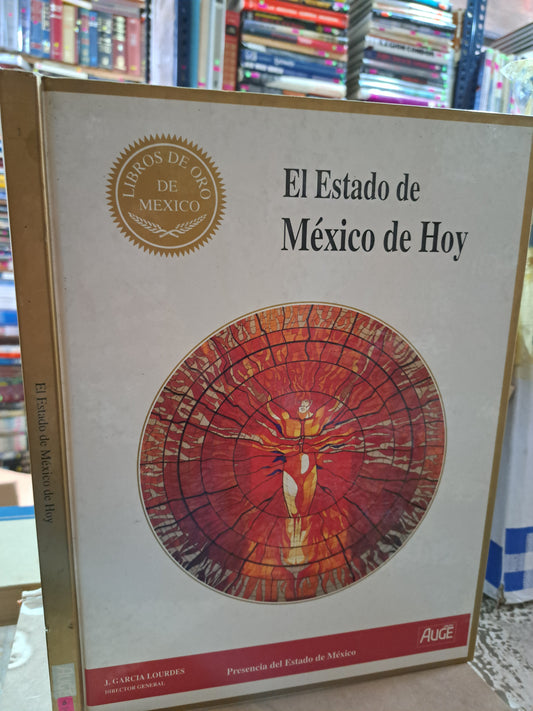 LIBROS DE ORO
DE
MEXICO
El Estado de
México de Hoy
El Estado de México de Hoy
J. GARCIA LOURDES
DIRECTOR GENERAL
Presencia del Estado de México
AUGE